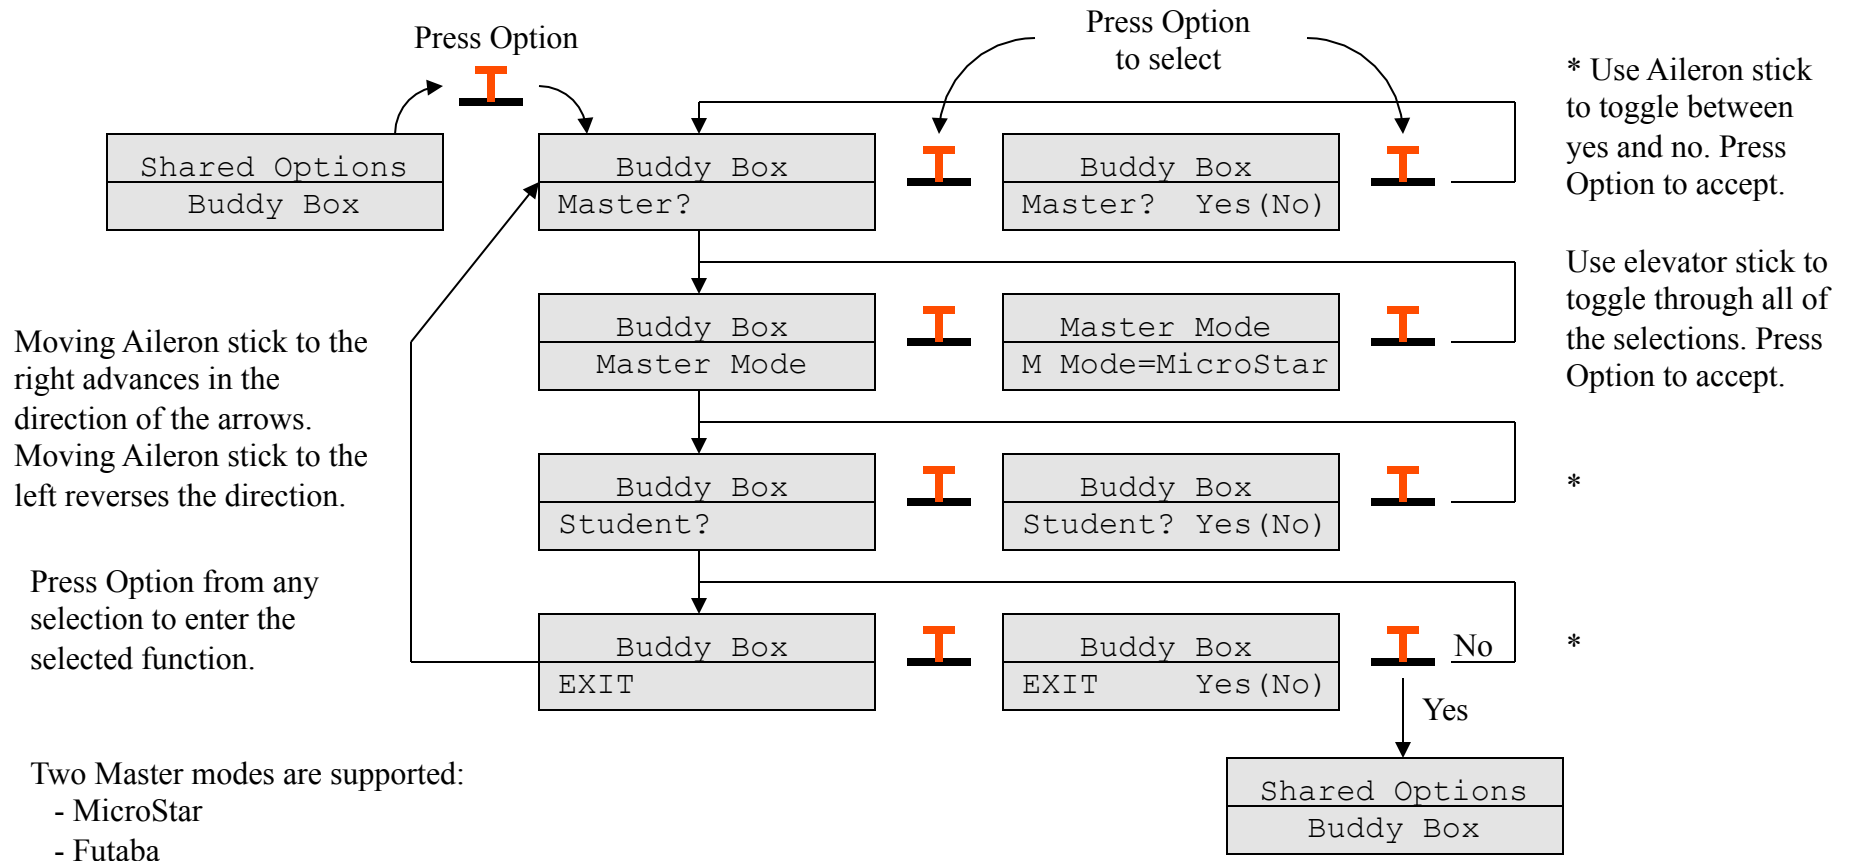 Press Option
Press Option
to select
* Use Aileron stick
to toggle between
yes and no. Press
Option to accept.
Shared Options
Buddy Box
Buddy Box
Master?
Buddy Box
Master? Yes(No)
Use elevator stick to
toggle through all of
the selections. Press
Option to accept.
Buddy Box
Master Mode
Master Mode
M Mode=MicroStar
Moving Aileron stick to the
right advances in the
direction of the arrows.
Moving Aileron stick to the
left reverses the direction.
Buddy Box
Student?
Buddy Box
Student? Yes(No)
*
Press Option from any
selection to enter the
selected function.
Buddy Box
EXIT
Buddy Box
EXIT Yes(No)
No
*
Yes
Two Master modes are supported:
- MicroStar
- Futaba
Shared Options
Buddy Box